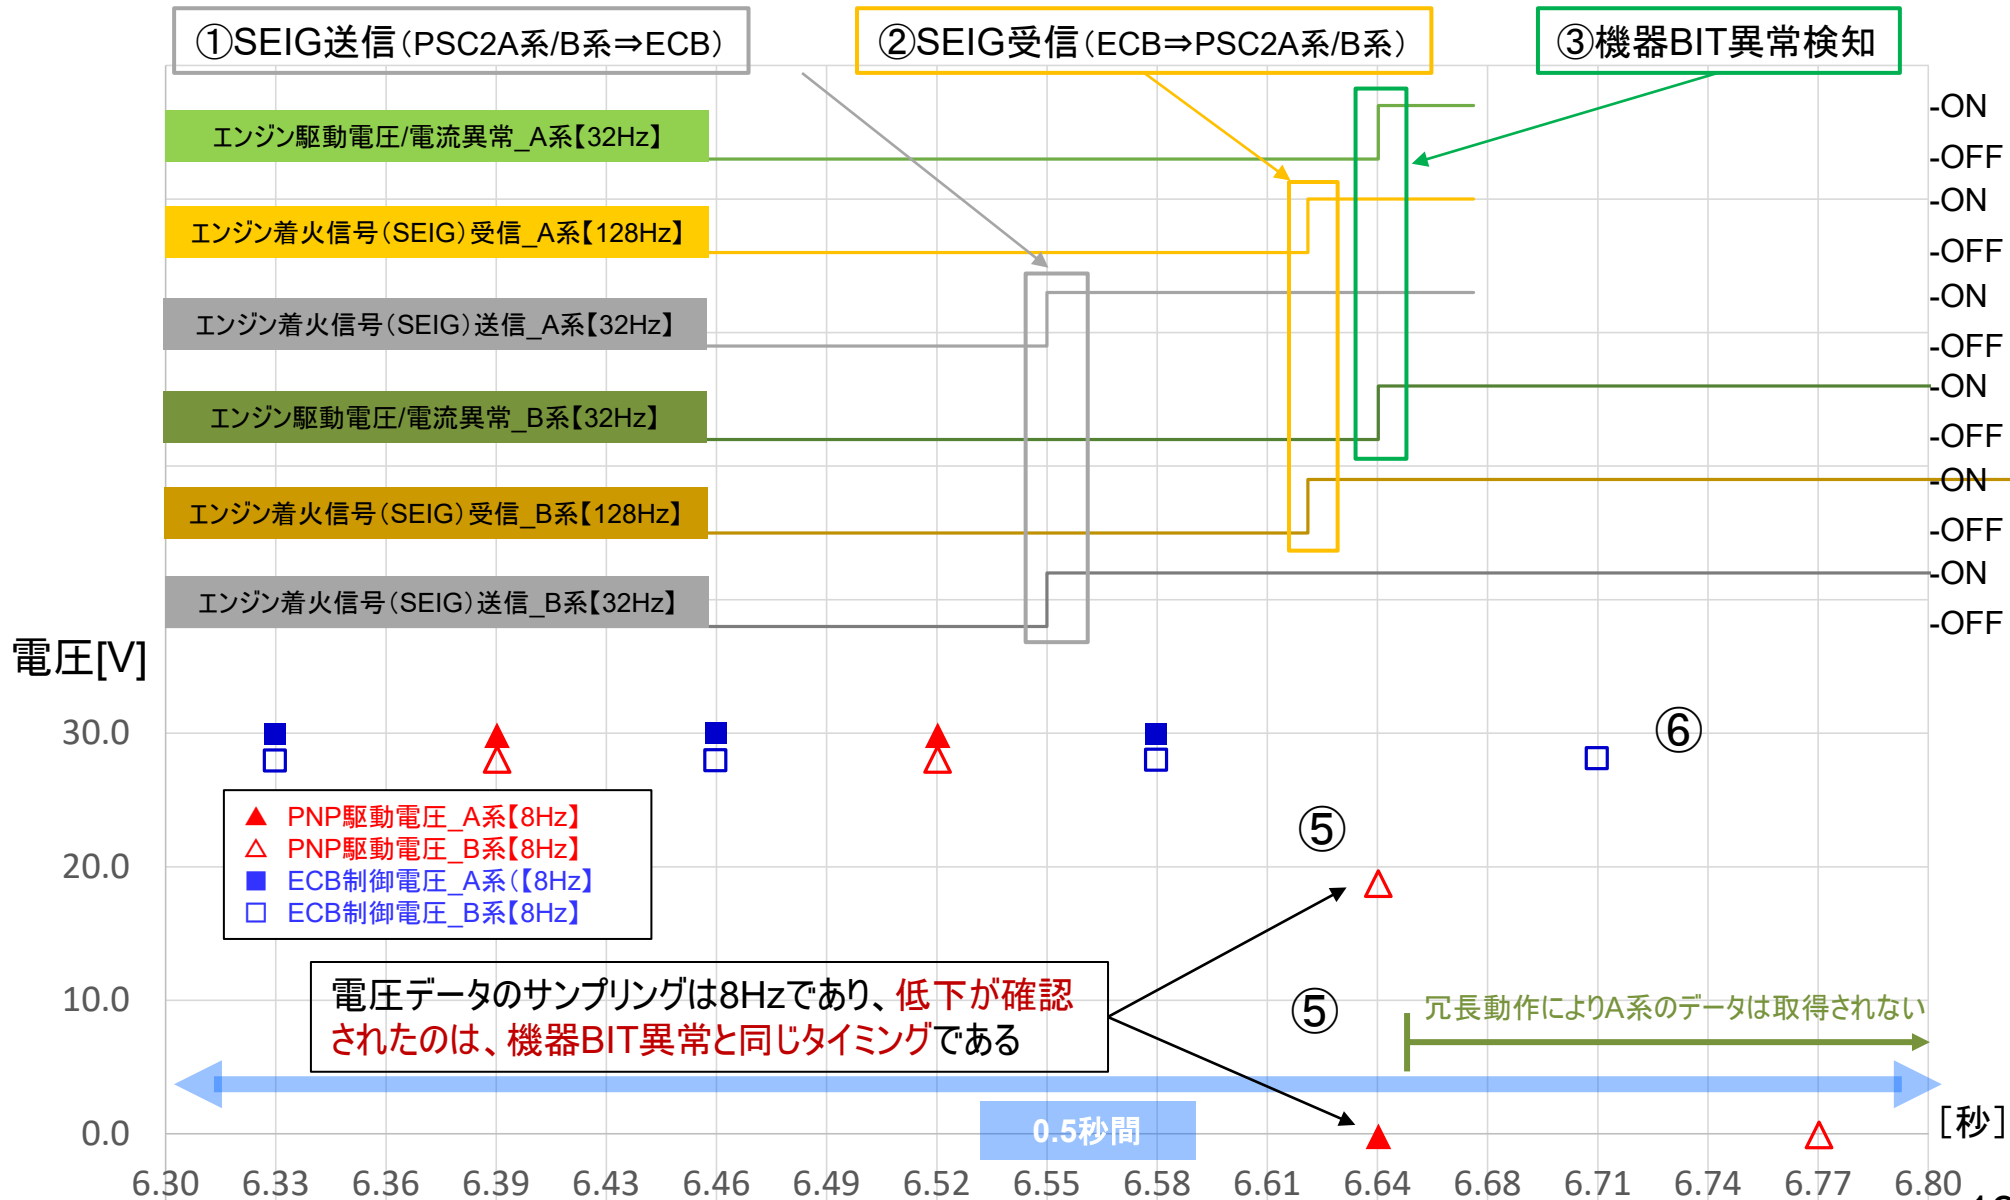 ①SEIG送信(PSC2A系/B系⇒ECB)
②SEIG受信(ECB⇒PSC2A系/B系)
③機器BIT異常検知
エンジン駆動電圧/電流異常_A系【32Hz】
-ON
-OFF
エンジン着火信号(SEIG)受信_A系【128Hz】
-ON
-OFF
エンジン着火信号(SEIG)送信_A系【32Hz】
-ON
-OFF
エンジン駆動電圧/電流異常_B系【32Hz】
-ON
-OFF
エンジン着火信号(SEIG)受信_B系【128Hz】
-ON
-OFF
エンジン着火信号(SEIG)送信_B系【32Hz】
-ON
-OFF
電圧[V]
30.0
20.0
10.0
0.0
⑥
⑤
⑤
▲ PNP駆動電圧_A系【8Hz】
△ PNP駆動電圧_B系【8Hz】
■ ECB制御電圧_A系(【8Hz】
□ ECB制御電圧_B系【8Hz】
電圧データのサンプリングは8Hzであり、低下が確認
されたのは、機器BIT異常と同じタイミングである
冗長動作によりA系のデータは取得されない
0.5秒間
[秒]
6.30 6.33 6.36 6.39 6.43 6.46 6.49 6.52 6.55 6.58 6.61 6.64 6.68 6.71 6.74 6.77 6.80